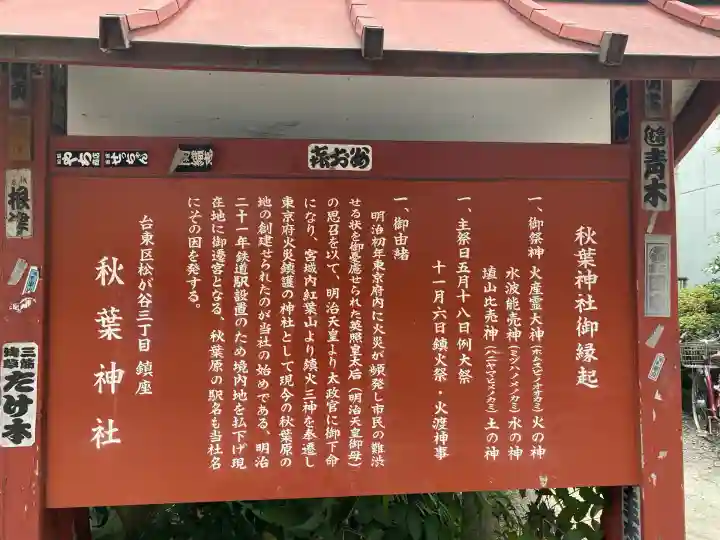 秋葉神社御縁起
一、御祭神 火産霊大神(ホムスビノオオカミ)火の神
水波能売神(ミツハノメノカミ)水の神
埴山比売神(ハニヤマヒメノカミ)土の神
一、主祭日五月十八日例大祭
十一月六日鎮火祭・火渡神事
一、御由緒
明治初年東京府内に火災が頻発し市民の難渋
せる状を御憂慮せられた英照皇太后(明治天皇御母)
の思召を以て、明治天皇より太政官に御下命
になり、宮城内紅葉山より鎮火三神を奉遷し
東京府火災鎮護の神社として現今の秋葉原の
地の創建せられたのが当社の始めである、明治
二十一年鉄道駅設置のため境内地を払下げ現
在地に御遷宮となる、秋葉原の駅名も当社名
にその因を発する。
台東区松が谷三丁目 鎮座
秋葉神社
青木
根津
三筋
たけ木